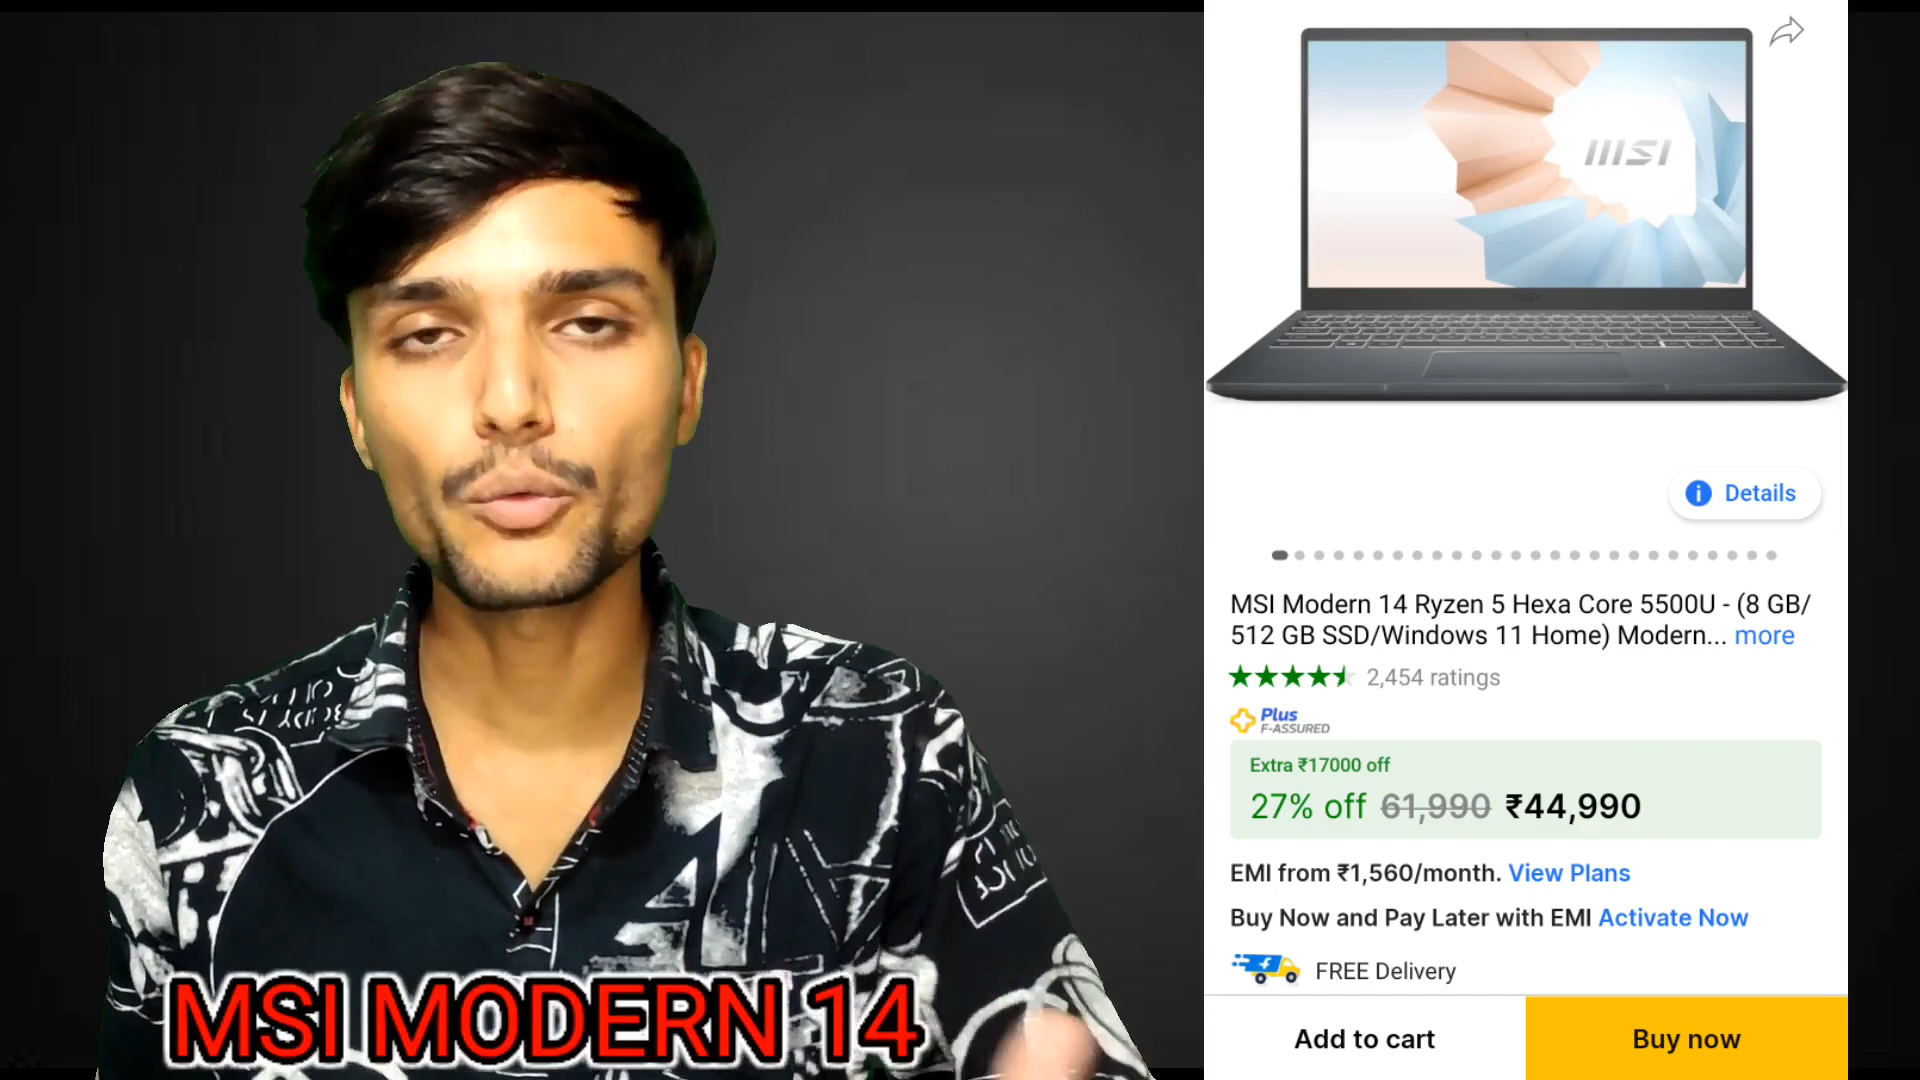 MSI
MSI Modern 14 Ryzen 5 Hexa Core 5500U - (8 GB/
512 GB SSD/Windows 11 Home) Modern... more
2,454 ratings
Plus
F-ASSURED
Extra ₹17000 off
27% off 61,990 ₹44,990
EMI from ₹1,560/month. View Plans
Buy Now and Pay Later with EMI Activate Now
FREE Delivery
Add to cart
Buy now
Details
MSI MODERN 14